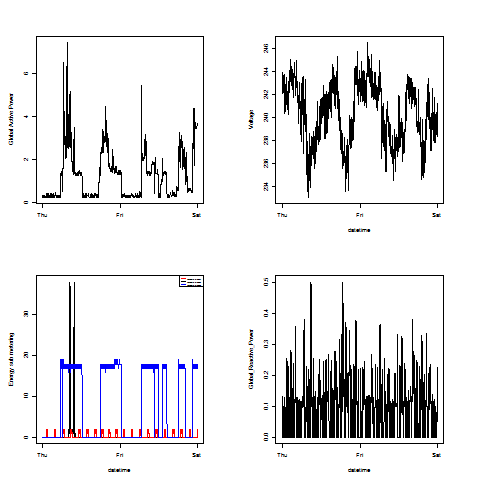 Global Active Power
0 2 4 6
Thu Fri Sat
Voltage
234 236 238 240 242 244 246
Thu Fri Sat
datetime
Energy sub metering
0 10 20 30
Thu Fri Sat
datetime
Global Reactive Power
0.0 0.1 0.2 0.3 0.4 0.5
Thu Fri Sat
datetime